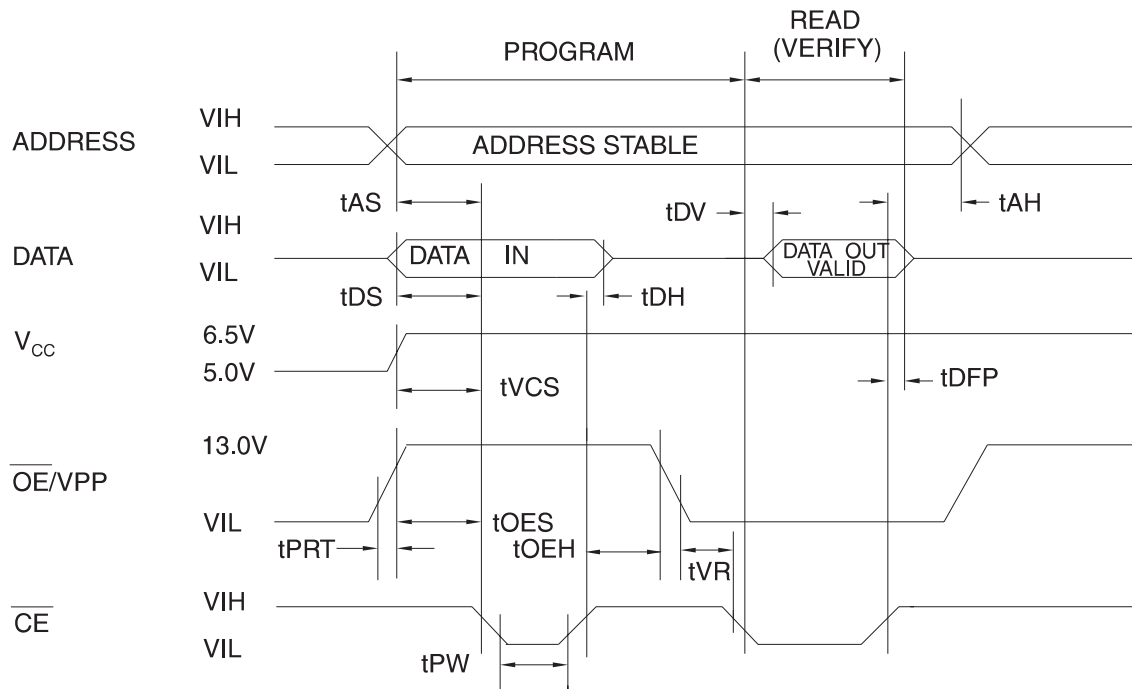 READ
(VERIFY)
PROGRAM
ADDRESS
VIH
VIL
ADDRESS STABLE
tAS
tDV
tAH
DATA
VIH
VIL
DATA IN
DATA OUT
VALID
tDS
tDH
VCC
6.5V
5.0V
tVCS
tDFP
OE/VPP
13.0V
VIL
tPRT
tOES
tOEH
tVR
CE
VIH
VIL
tPW